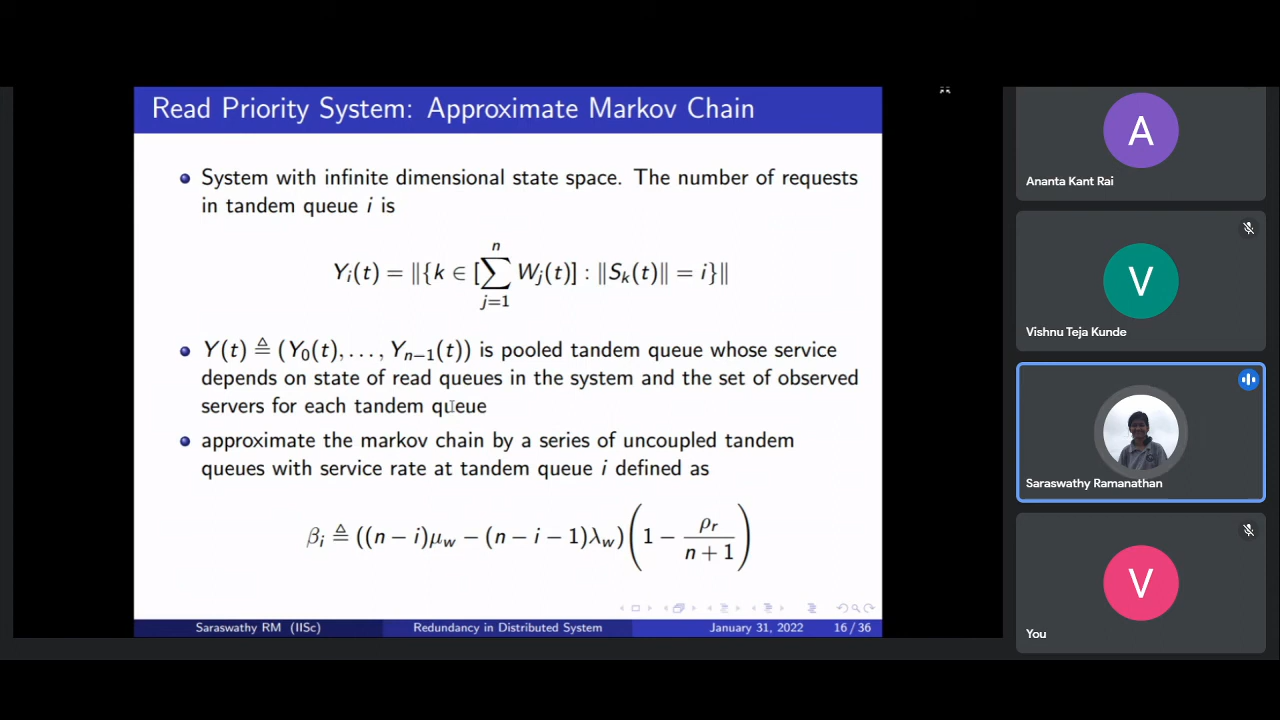 Read Priority System: Approximate Markov Chain
System with infinite dimensional state space. The number of requests
in tandem queue i is
Y_i(t) = ‖{k ∈ [∑_{j=1}^{n} W_j(t)] : ‖S_k(t)‖ = i}‖
Y(t) ≜ (Y_0(t), . . . , Y_{n−1}(t)) is pooled tandem queue whose service
depends on state of read queues in the system and the set of observed
servers for each tandem queue
approximate the markov chain by a series of uncoupled tandem
queues with service rate at tandem queue i defined as
β_i ≜ ((n − i)μ_w − (n − i − 1)λ_w)(1 − ρ_r/(n + 1))
Saraswathy RM (IISc) Redundancy in Distributed System January 31, 2022 16 / 36
A
Ananta Kant Rai
V
Vishnu Teja Kunde
Saraswathy Ramanathan
V
You